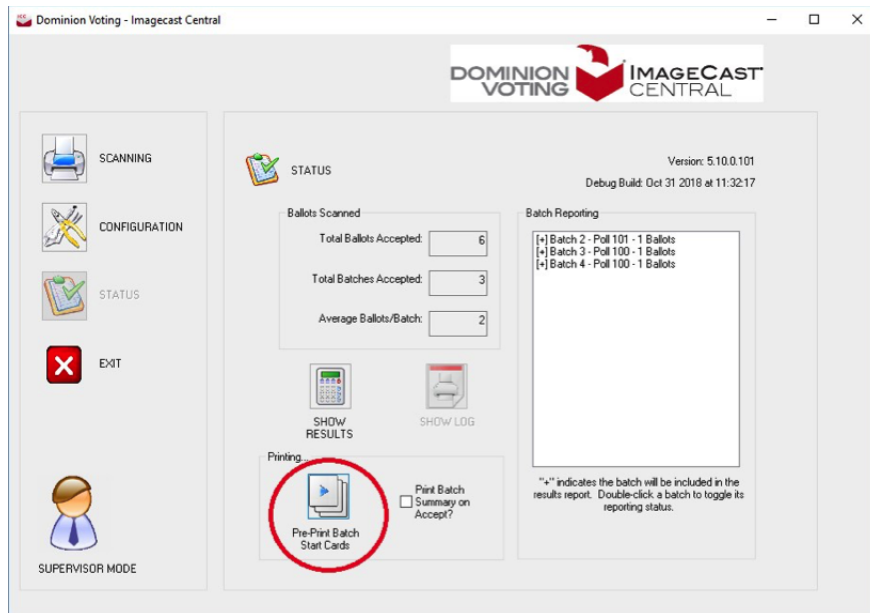 Dominion Voting - Imagecast Central
DOMINION VOTING
IMAGECAST CENTRAL
SCANNING
CONFIGURATION
STATUS
EXIT
SUPERVISOR MODE
STATUS
Version: 5.10.0.101
Debug Build: Oct 31 2018 at 11:32:17
Ballots Scanned
Total Ballots Accepted: 6
Total Batches Accepted: 3
Average Ballots/Batch: 2
SHOW
RESULTS
SHOW LOG
Printing...
Pre-Print Batch
Start Cards
Print Batch
Summary on
Accept?
Batch Reporting
[+] Batch 2 - Poll 101 - 1 Ballots
[+] Batch 3 - Poll 100 - 1 Ballots
[+] Batch 4 - Poll 100 - 1 Ballots
"+" indicates the batch will be included in the
results report. Double-click a batch to toggle its
reporting status.